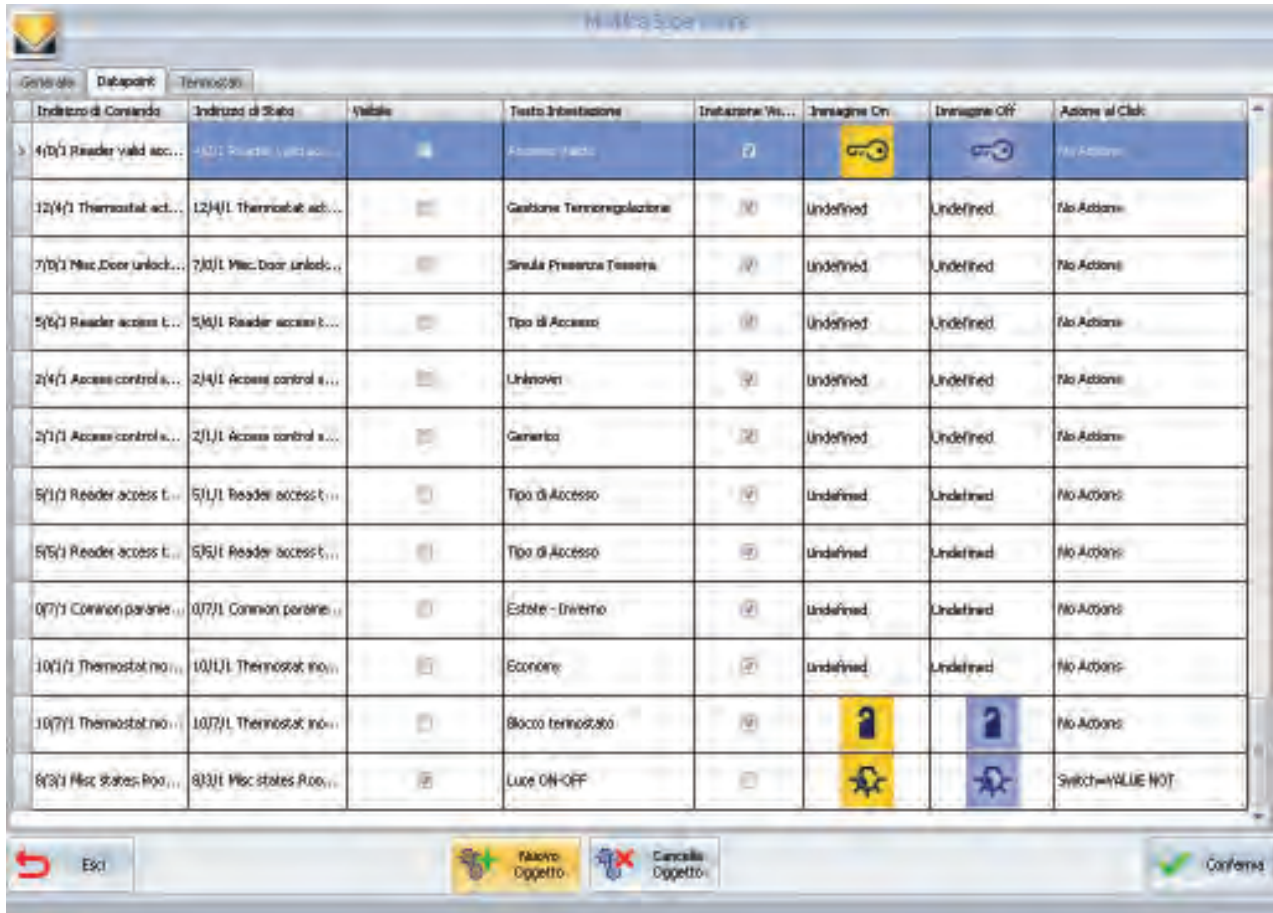 Generale Datapoint Termostati
Indirizzo di Comando Indirizzo di Stato Visibile Testo Intestazione Immagine On Immagine Off Azione al Click
4/0/1 Reader valid acc... 4/0/1 Reader valid acc... Accesso Valido No Actions
12/4/1 Thermostat act... 12/4/1 Thermostat act... Gestione Termoregolazione Undefined Undefined No Actions
7/0/1 Misc.Door unlock... 7/0/1 Misc.Door unlock... Simula Presenza Tessera Undefined Undefined No Actions
5/6/1 Reader access t... 5/6/1 Reader access t... Tipo di Accesso Undefined Undefined No Actions
2/4/1 Access control s... 2/4/1 Access control s... Unknown Undefined Undefined No Actions
2/1/1 Access control s... 2/1/1 Access control s... Generico Undefined Undefined No Actions
5/1/1 Reader access t... 5/1/1 Reader access t... Tipo di Accesso Undefined Undefined No Actions
5/5/1 Reader access t... 5/5/1 Reader access t... Tipo di Accesso Undefined Undefined No Actions
0/7/1 Common parame... 0/7/1 Common parame... Estate - Inverno Undefined Undefined No Actions
10/1/1 Thermostat mo... 10/1/1 Thermostat mo... Economy Undefined Undefined No Actions
10/7/1 Thermostat mo... 10/7/1 Thermostat mo... Blocco termostato No Actions
8/3/1 Misc states.Roo... 8/3/1 Misc states.Roo... Luce ON-OFF Switch=VALUE NOT
Esci Nuovo Oggetto Cancella Oggetto Conferma